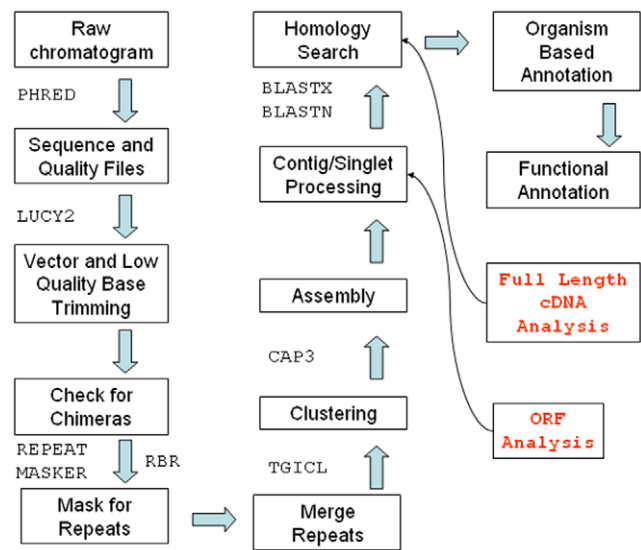 Raw
chromatogram
PHRED
Sequence and
Quality Files
LUCY2
Vector and Low
Quality Base
Trimming
Check for
Chimeras
REPEAT
MASKER
RBR
Mask for
Repeats
Merge
Repeats
TGICL
Clustering
CAP3
Assembly
Contig/Singlet
Processing
BLASTX
BLASTN
Homology
Search
Organism
Based
Annotation
Functional
Annotation
Full Length
cDNA
Analysis
ORF
Analysis